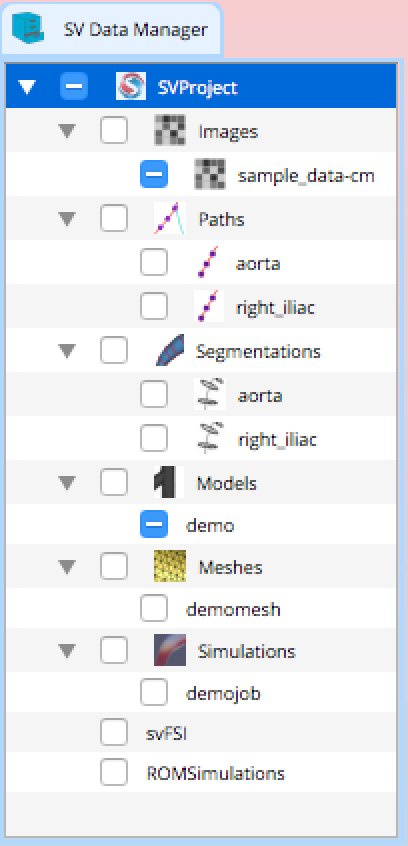 SV Data Manager
SVProject
Images
sample_data-cm
Paths
aorta
right_iliac
Segmentations
aorta
right_iliac
Models
demo
Meshes
demomesh
Simulations
demojob
svFSI
ROMSimulations